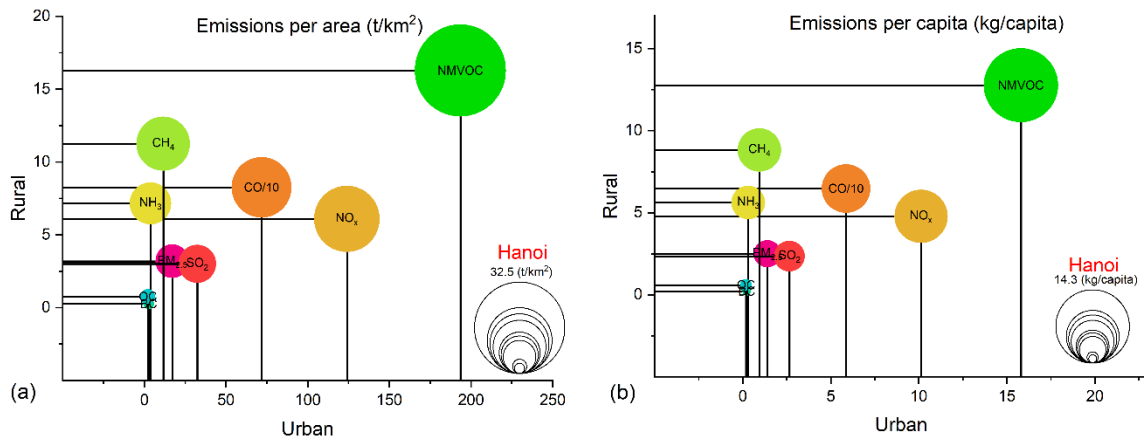 Emissions per area (t/km²)
20
15
10
5
0
Rural
NMVOC
CH₄
CO/10
NH₃
NOₓ
PM₂.₅
SO₂
OC
BC
Hanoi
32.5 (t/km²)
0 50 100 150 200 250
(a)
Urban
Emissions per capita (kg/capita)
15
10
5
0
Rural
NMVOC
CH₄
CO/10
NH₃
NOₓ
PM₂.₅
SO₂
OC
BC
Hanoi
14.3 (kg/capita)
0 5 10 15 20
(b)
Urban